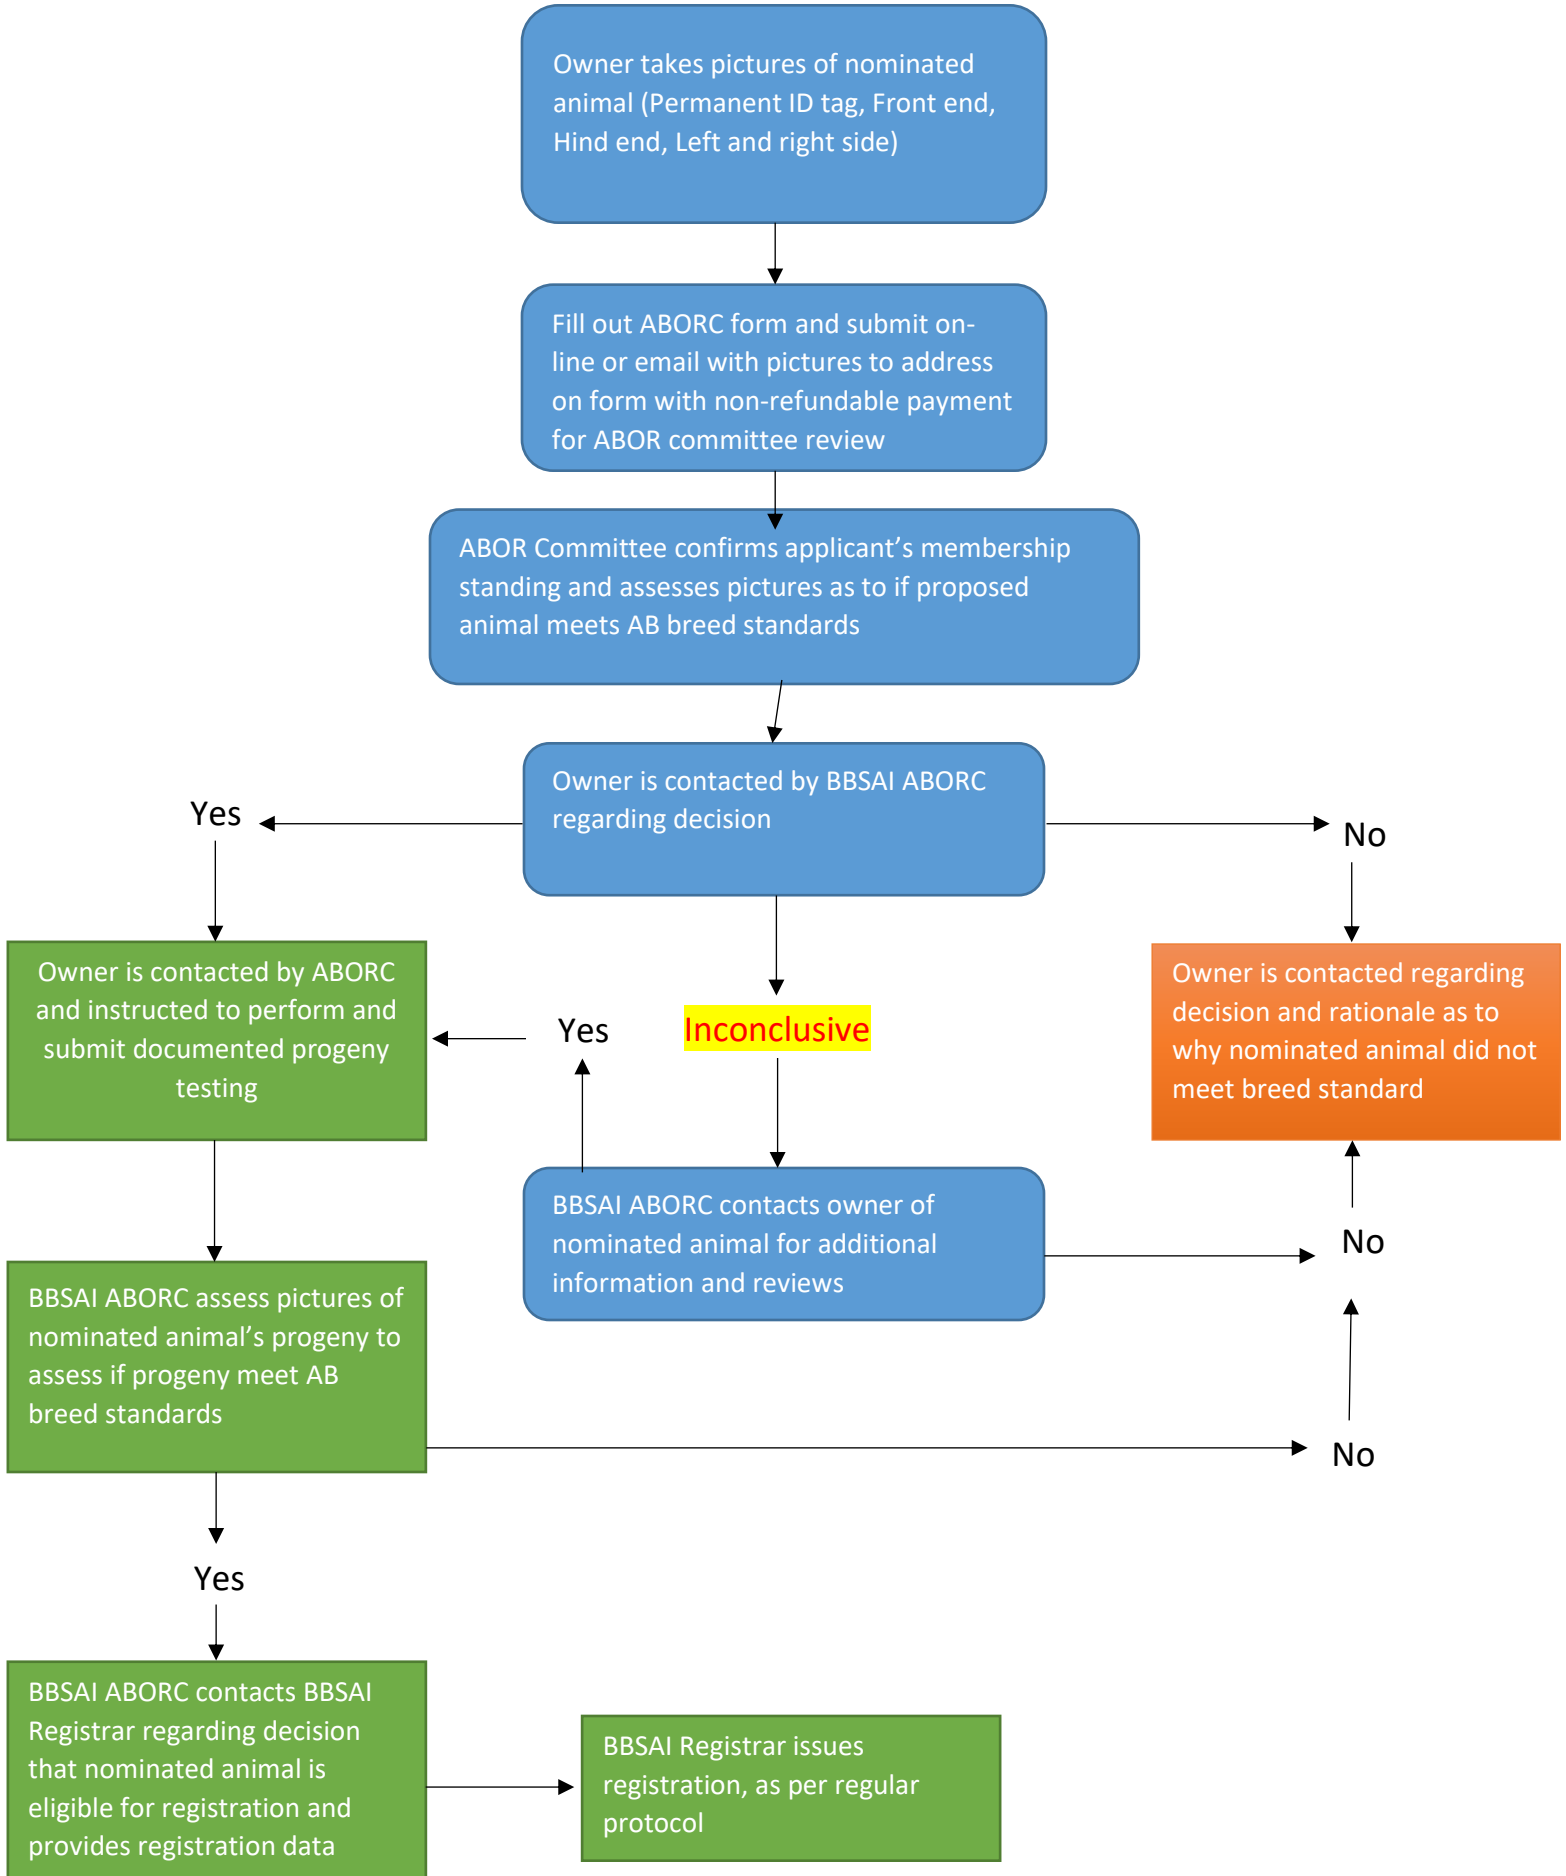 Owner takes pictures of nominated
animal (Permanent ID tag, Front end,
Hind end, Left and right side)
Fill out ABORC form and submit on-
line or email with pictures to address
on form with non-refundable payment
for ABOR committee review
ABOR Committee confirms applicant’s membership
standing and assesses pictures as to if proposed
animal meets AB breed standards
Owner is contacted by BBSAI ABORC
regarding decision
Yes
No
Owner is contacted by ABORC
and instructed to perform and
submit documented progeny
testing
Yes
Inconclusive
Owner is contacted regarding
decision and rationale as to
why nominated animal did not
meet breed standard
BBSAI ABORC contacts owner of
nominated animal for additional
information and reviews
No
BBSAI ABORC assess pictures of
nominated animal’s progeny to
assess if progeny meet AB
breed standards
No
Yes
BBSAI ABORC contacts BBSAI
Registrar regarding decision
that nominated animal is
eligible for registration and
provides registration data
BBSAI Registrar issues
registration, as per regular
protocol